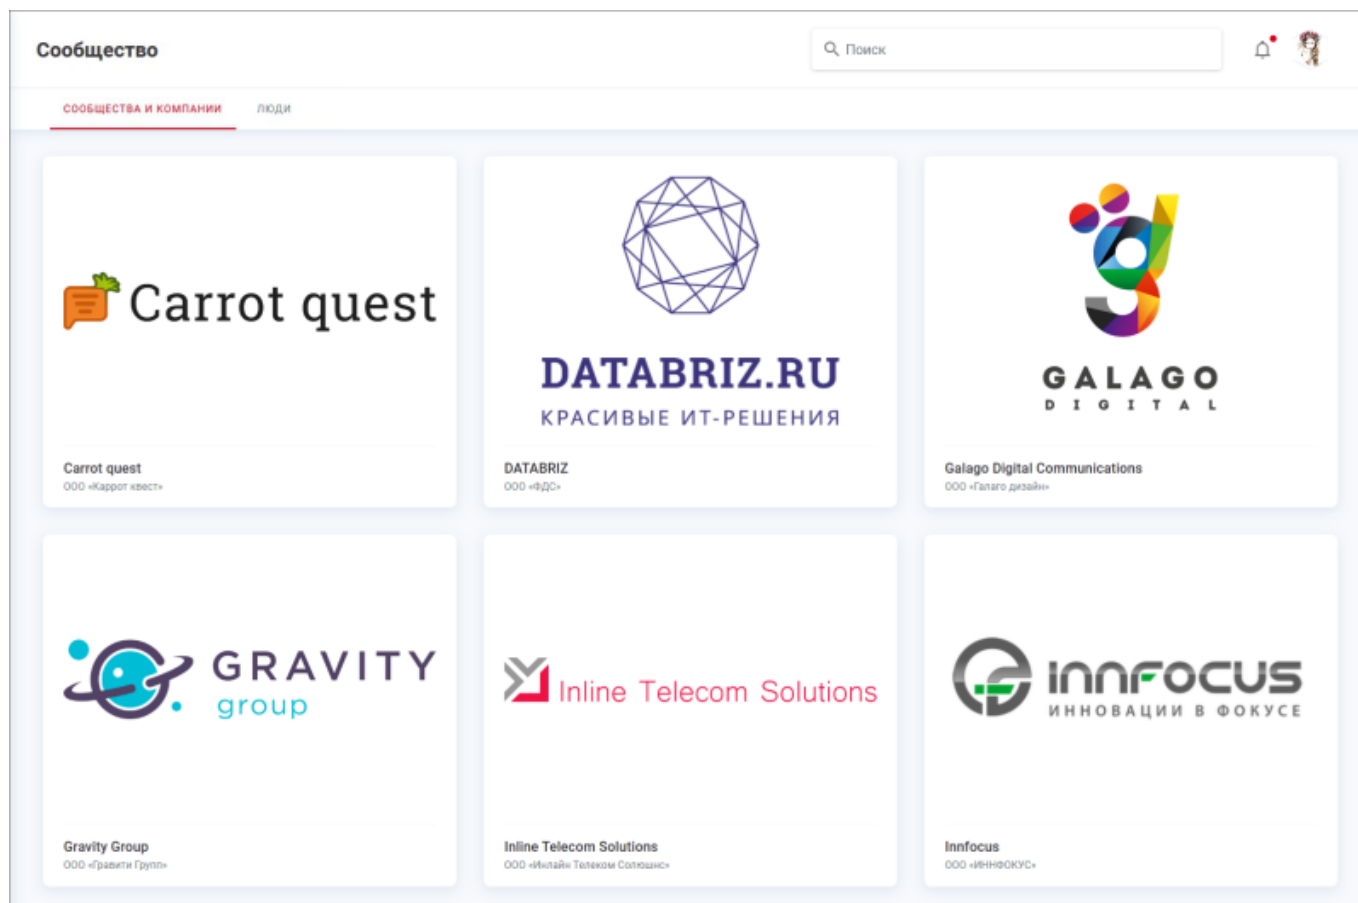 Сообщество
Поиск
СООБЩЕСТВА И КОМПАНИИ ЛЮДИ
Carrot quest
DATABRIZ.RU
КРАСИВЫЕ ИТ-РЕШЕНИЯ
GALAGO
DIGITAL
Carrot quest
ООО «Каррот квест»
DATABRIZ
ООО «ФДС»
Galago Digital Communications
ООО «Галаго дизайн»
GRAVITY
group
Inline Telecom Solutions
INNFOCUS
ИННОВАЦИИ В ФОКУСЕ
Gravity Group
ООО «Гравити Групп»
Inline Telecom Solutions
ООО «Инлайн Телеком Солюшнс»
Innfocus
ООО «ИННФОКУС»